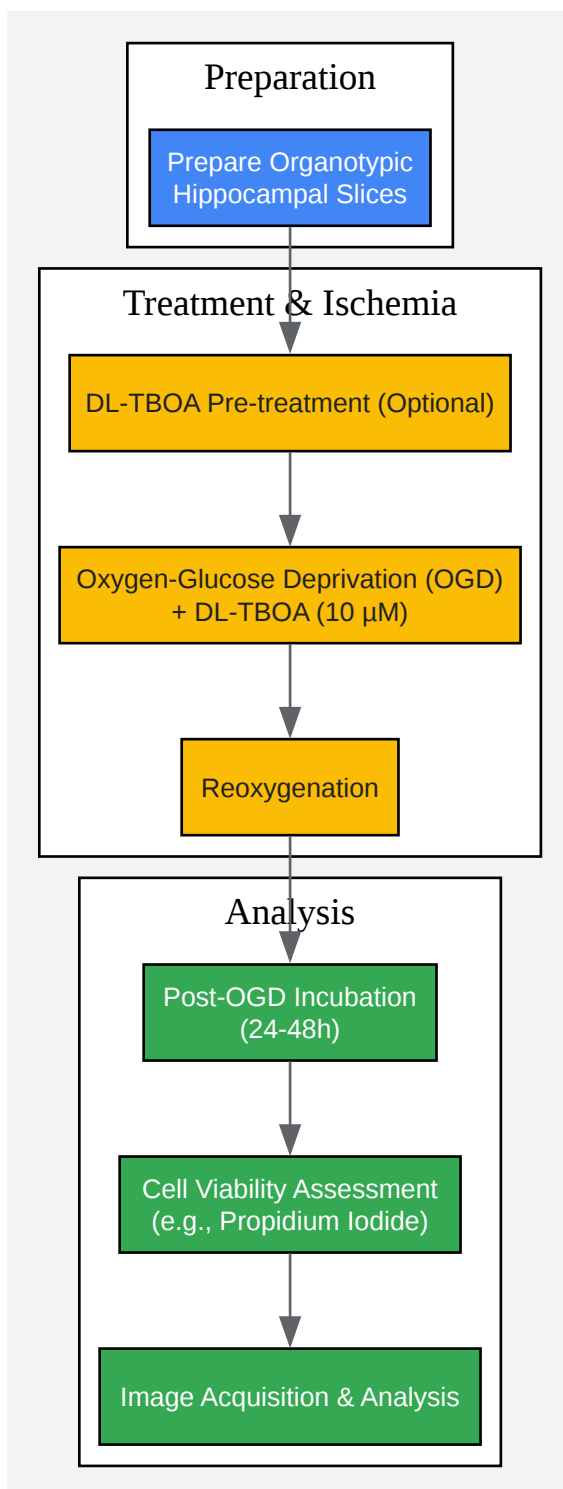 Preparation
Prepare Organotypic
Hippocampal Slices
Treatment & Ischemia
DL-TBOA Pre-treatment (Optional)
Oxygen-Glucose Deprivation (OGD)
+ DL-TBOA (10 µM)
Reoxygenation
Analysis
Post-OGD Incubation
(24-48h)
Cell Viability Assessment
(e.g., Propidium Iodide)
Image Acquisition & Analysis